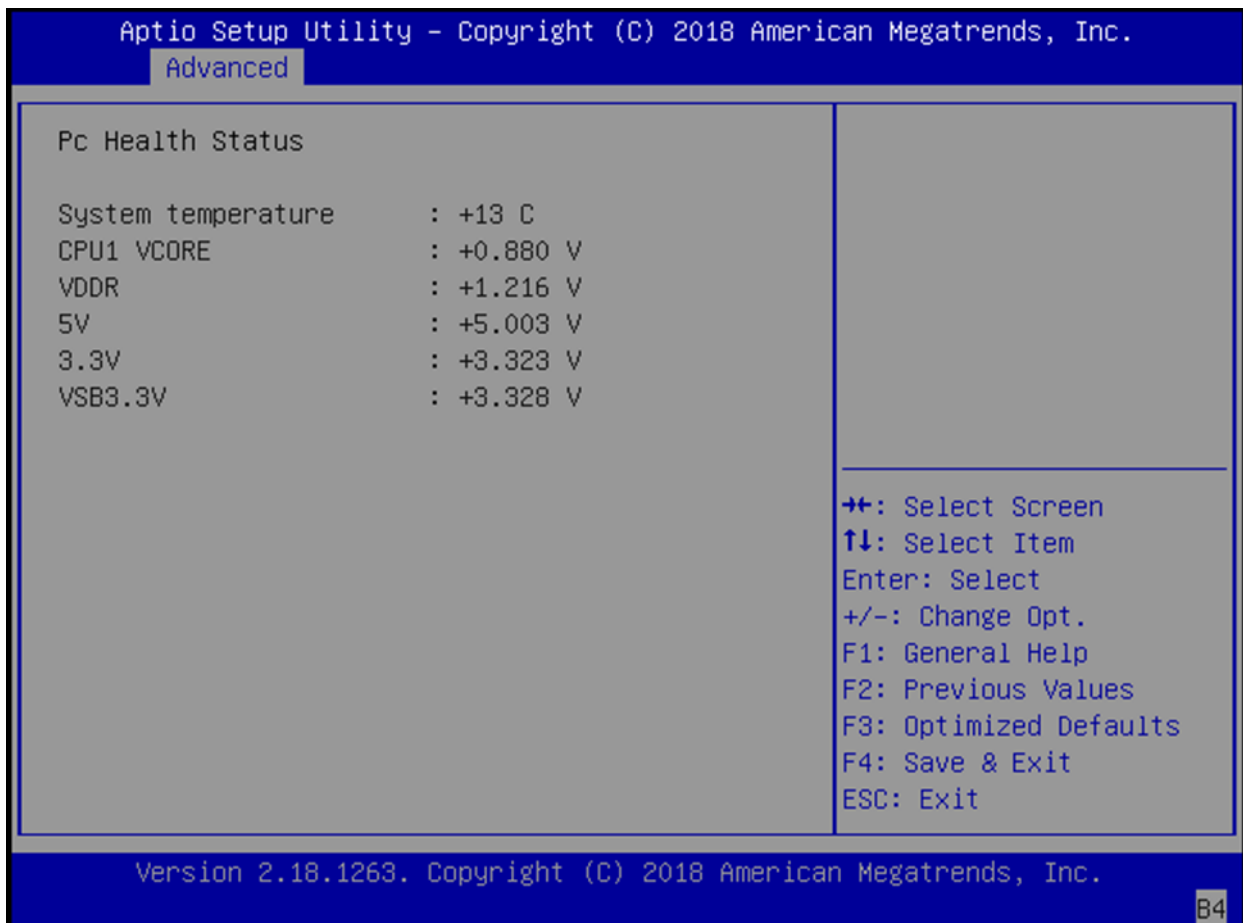 Aptio Setup Utility – Copyright (C) 2018 American Megatrends, Inc.
Advanced
Pc Health Status
System temperature : +13 C
CPU1 VCORE : +0.880 V
VDDR : +1.216 V
5V : +5.003 V
3.3V : +3.323 V
VSB3.3V : +3.328 V
→←: Select Screen
↑↓: Select Item
Enter: Select
+/-: Change Opt.
F1: General Help
F2: Previous Values
F3: Optimized Defaults
F4: Save & Exit
ESC: Exit
Version 2.18.1263. Copyright (C) 2018 American Megatrends, Inc.
B4